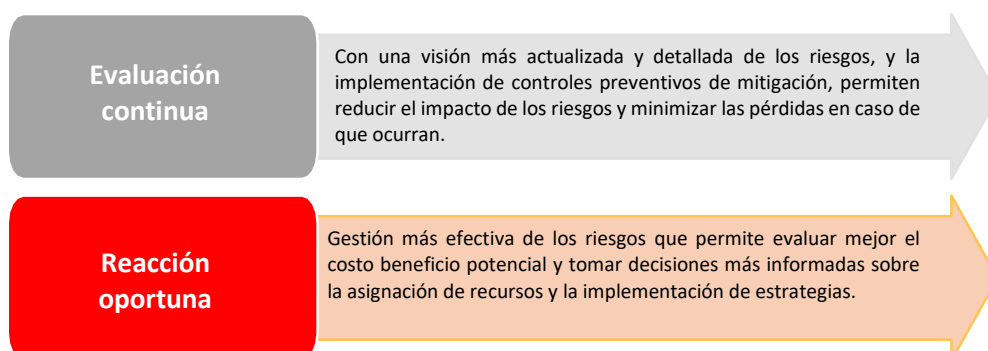 Evaluación
continua
Con una visión más actualizada y detallada de los riesgos, y la
implementación de controles preventivos de mitigación, permiten
reducir el impacto de los riesgos y minimizar las pérdidas en caso de
que ocurran.
Reacción
oportuna
Gestión más efectiva de los riesgos que permite evaluar mejor el
costo beneficio potencial y tomar decisiones más informadas sobre
la asignación de recursos y la implementación de estrategias.